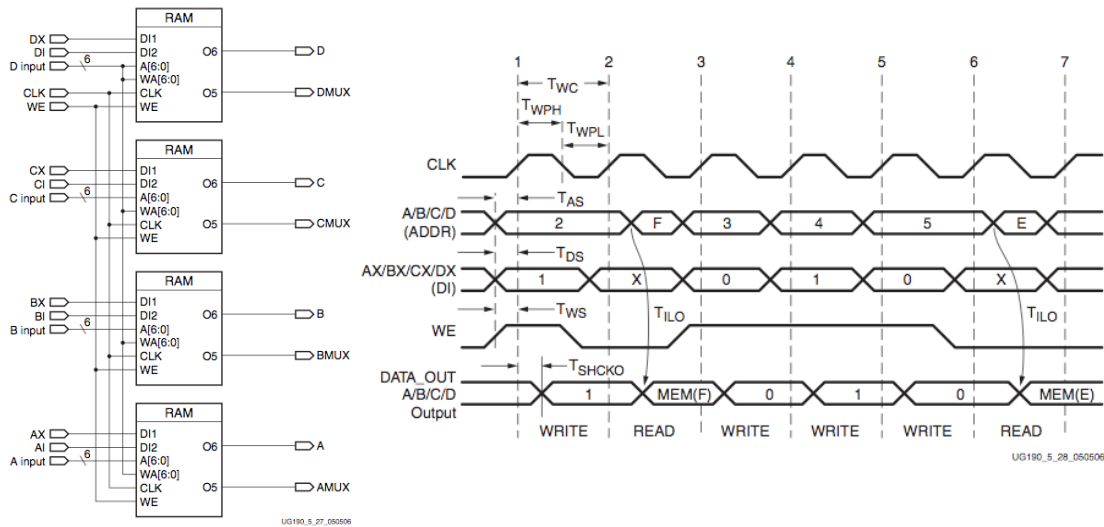 RAM
DX
DI
D input
6
CLK
WE
DI1
DI2
A[6:0]
WA[6:0]
CLK
WE
O6
O5
D
DMUX
RAM
CX
CI
C input
6
DI1
DI2
A[6:0]
WA[6:0]
CLK
WE
O6
O5
C
CMUX
RAM
BX
BI
B input
6
DI1
DI2
A[6:0]
WA[6:0]
CLK
WE
O6
O5
B
BMUX
RAM
AX
AI
A input
6
DI1
DI2
A[6:0]
WA[6:0]
CLK
WE
O6
O5
A
AMUX
UG190_5_27_050506
1 2 3 4 5 6 7
TWC
TWPH
TWPL
CLK
TAS
A/B/C/D
(ADDR)
2 F 3 4 5 E
TDS
AX/BX/CX/DX
(DI)
1 X 0 1 0 X
TWS
TILO TILO
WE
TSHCKO
DATA_OUT
A/B/C/D
Output
1 MEM(F) 0 1 0 MEM(E)
WRITE READ WRITE WRITE WRITE READ
UG190_5_28_050506